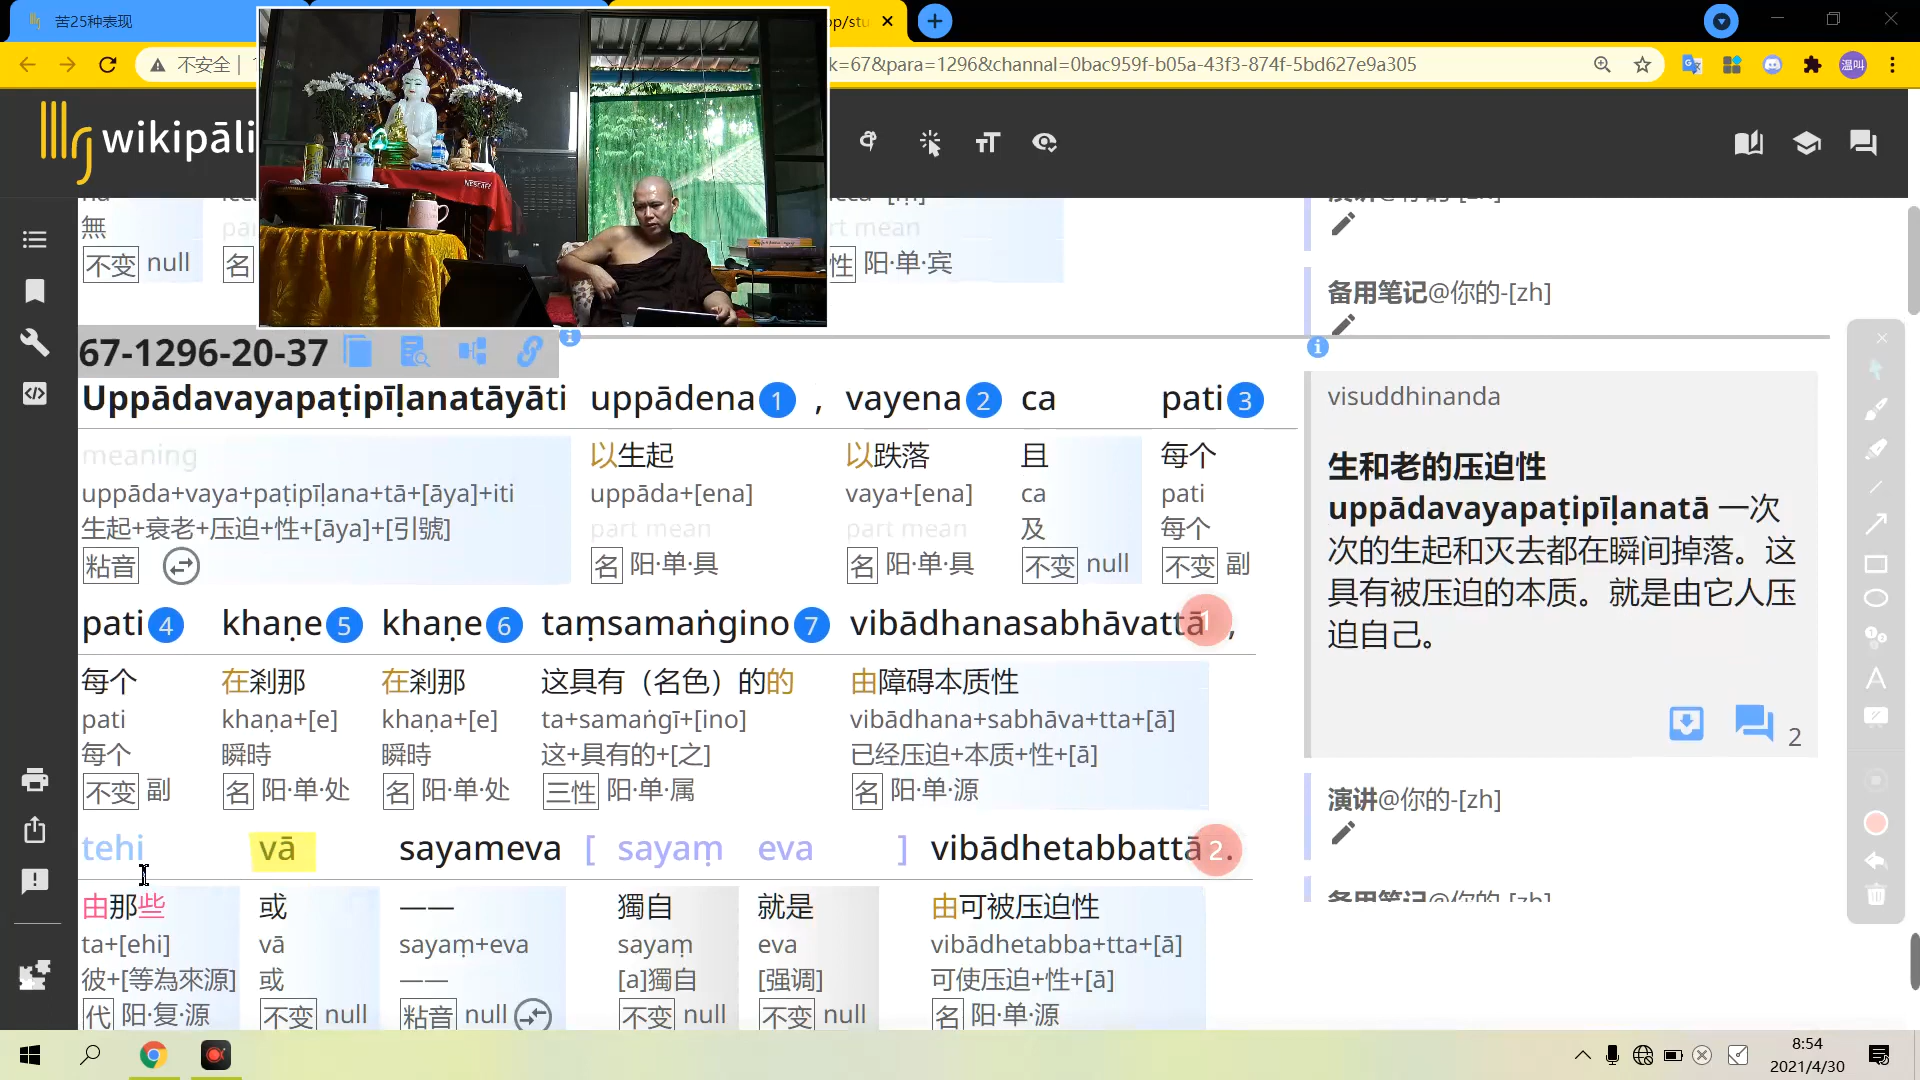 苦25种表现
p/stu
不安全
k=67&para=1296&channal=0bac959f-b05a-43f3-874f-5bd627e9a305
温叫
wikipāli
NESCAFÉ
無
part mean
不变 null
名
性 阳·单·宾
备用笔记@你的-[zh]
67-1296-20-37
Uppādavayapaṭipīḷanatāyāti uppādena 1 , vayena 2 ca pati 3
meaning 以生起 以跌落 且 每个
uppāda+vaya+paṭipīḷana+tā+[āya]+iti uppāda+[ena] vaya+[ena] ca pati
生起+衰老+压迫+性+[āya]+[引號] part mean part mean 及 每个
粘音 名 阳·单·具 名 阳·单·具 不变 null 不变 副
pati 4 khaṇe 5 khaṇe 6 taṃsamaṅgino 7 vibādhanasabhāvattā 1 ,
每个 在刹那 在刹那 这具有（名色）的的 由障碍本质性
pati khaṇa+[e] khaṇa+[e] ta+samaṅgī+[ino] vibādhana+sabhāva+tta+[ā]
每个 瞬時 瞬時 这+具有的+[之] 已经压迫+本质+性+[ā]
不变 副 名 阳·单·处 名 阳·单·处 三性 阳·单·属 名 阳·单·源
tehi vā sayameva [ sayaṃ eva ] vibādhetabbattā 2 .
由那些 或 —— 獨自 就是 由可被压迫性
ta+[ehi] vā sayaṃ+eva sayaṃ eva vibādhetabba+tta+[ā]
彼+[等為來源] 或 —— [a]獨自 [强调] 可使压迫+性+[ā]
代 阳·复·源 不变 null 粘音 null 不变 null 不变 null 名 阳·单·源
visuddhinanda
生和老的压迫性
uppādavayapaṭipīḷanatā 一次
次的生起和灭去都在瞬间掉落。这
具有被压迫的本质。就是由它人压
迫自己。
2
演讲@你的-[zh]
备用笔记@你的-[zh]
8:54
2021/4/30